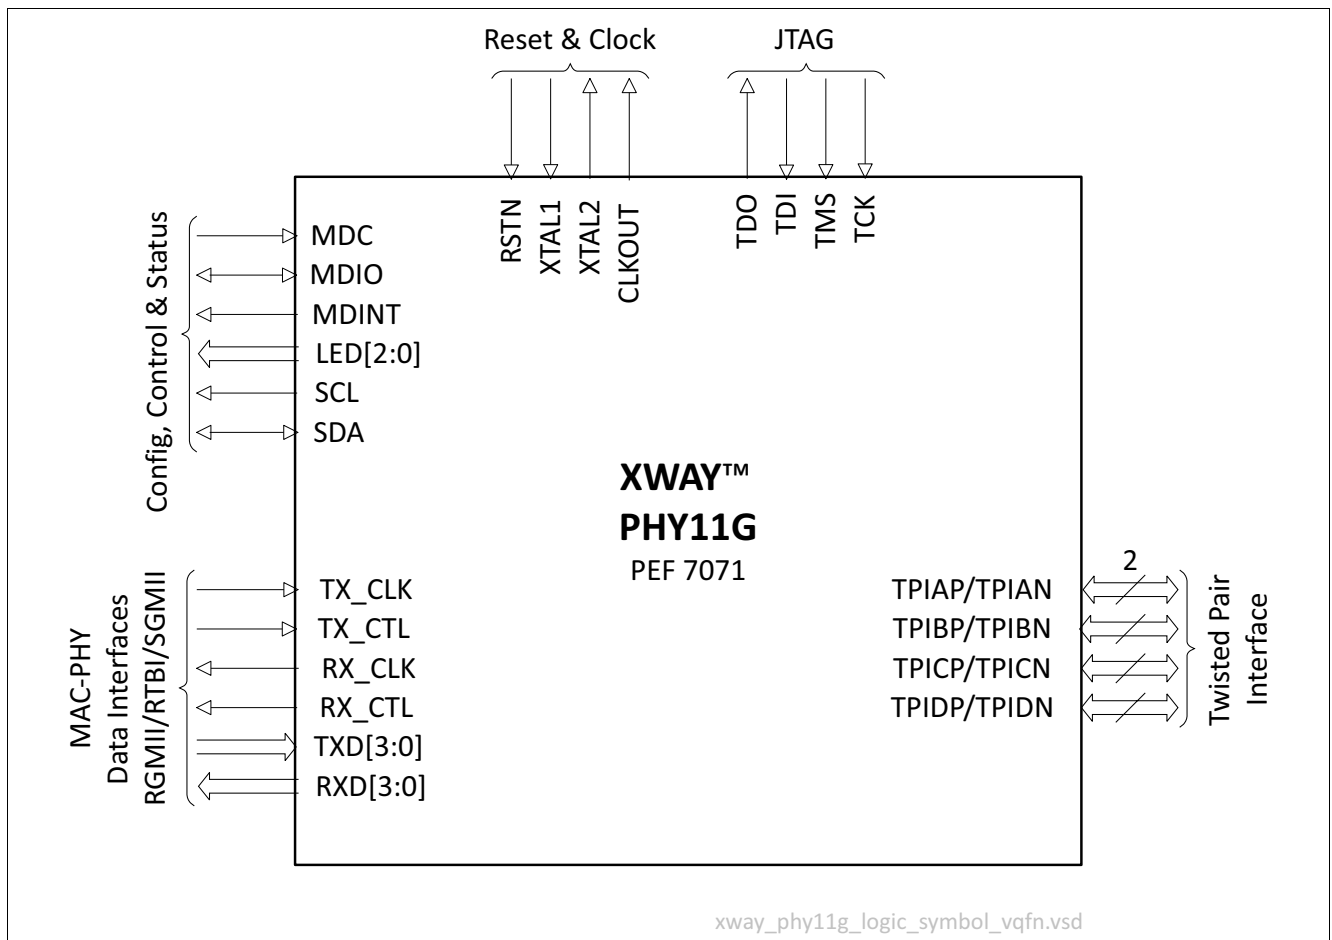 Reset & Clock
JTAG
RSTN
XTAL1
XTAL2
CLKOUT
TDO
TDI
TMS
TCK
Config, Control & Status
MDC
MDIO
MDINT
LED[2:0]
SCL
SDA
XWAY™
PHY11G
PEF 7071
MAC-PHY
Data Interfaces
RGMII/RTBI/SGMII
TX_CLK
TX_CTL
RX_CLK
RX_CTL
TXD[3:0]
RXD[3:0]
2
TPIAP/TPIAN
TPIBP/TPIBN
TPICP/TPICN
TPIDP/TPIDN
Twisted Pair
Interface
xway_phy11g_logic_symbol_vqfn.vsd